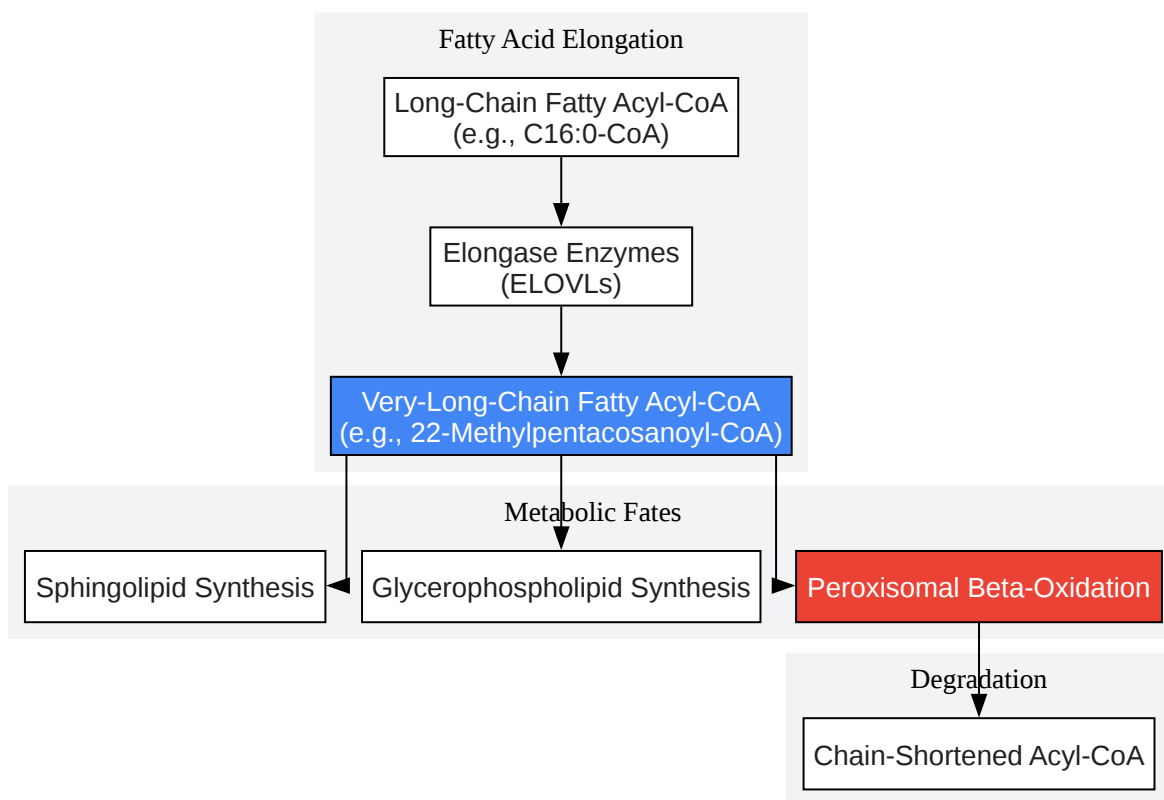 Fatty Acid Elongation
Long-Chain Fatty Acyl-CoA
(e.g., C16:0-CoA)
Elongase Enzymes
(ELOVLs)
Very-Long-Chain Fatty Acyl-CoA
(e.g., 22-Methylpentacosanoyl-CoA)
Metabolic Fates
Sphingolipid Synthesis
Glycerophospholipid Synthesis
Peroxisomal Beta-Oxidation
Degradation
Chain-Shortened Acyl-CoA